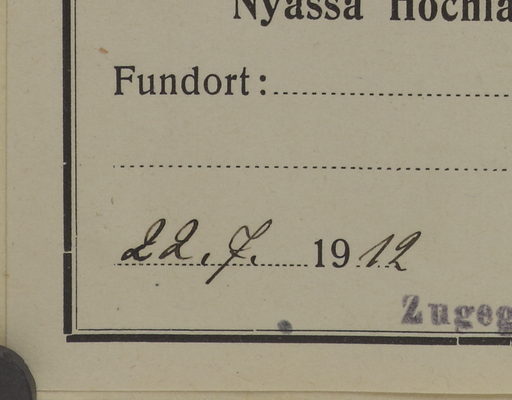 Nyassa Hochla
Fundort:
22. 7. 1912
Zugeg